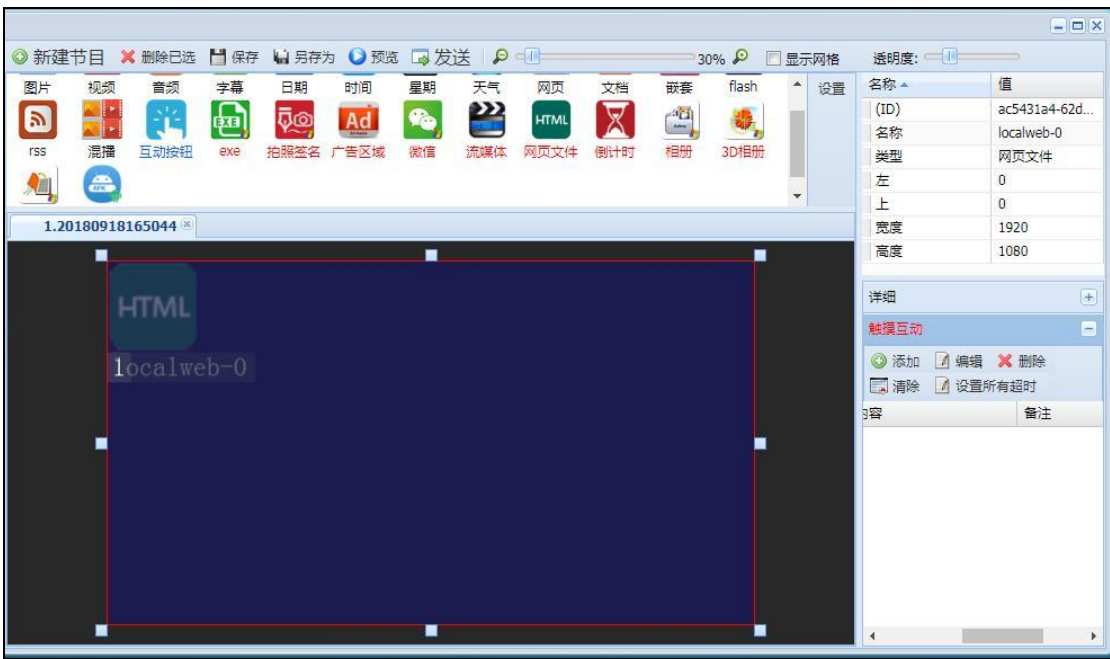 新建节目 删除已选 保存 另存为 预览 发送 30% 显示网格 透明度:
图片 视频 音频 字幕 日期 时间 星期 天气 网页 文档 嵌套 flash 设置
EXE Ad HTML
rss 混播 互动按钮 exe 拍照签名 广告区域 微信 流媒体 网页文件 倒计时 相册 3D相册
APK
1.20180918165044
HTML
localweb-0
名称 值
(ID) ac5431a4-62d...
名称 localweb-0
类型 网页文件
左 0
上 0
宽度 1920
高度 1080
详细
触摸互动
添加 编辑 删除
清除 设置所有超时
容 备注